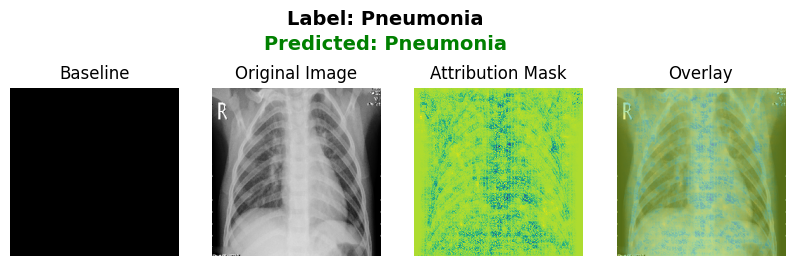 Label: Pneumonia
Predicted: Pneumonia
Baseline
Original Image
Attribution Mask
Overlay
R
R